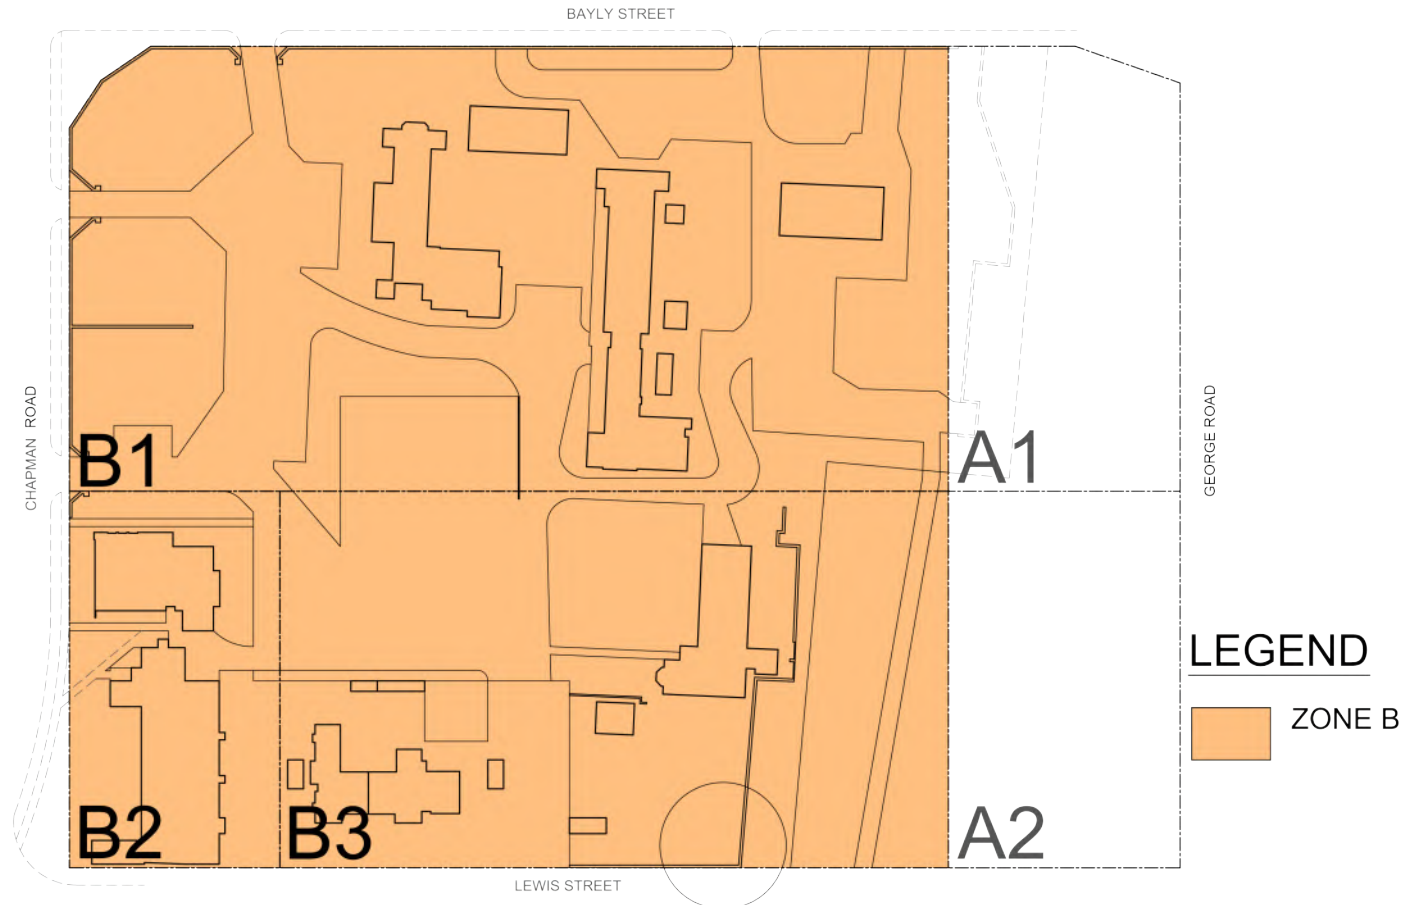 BAYLY STREET
CHAPMAN ROAD
GEORGE ROAD
B1
A1
LEGEND
ZONE B
B2
B3
A2
LEWIS STREET